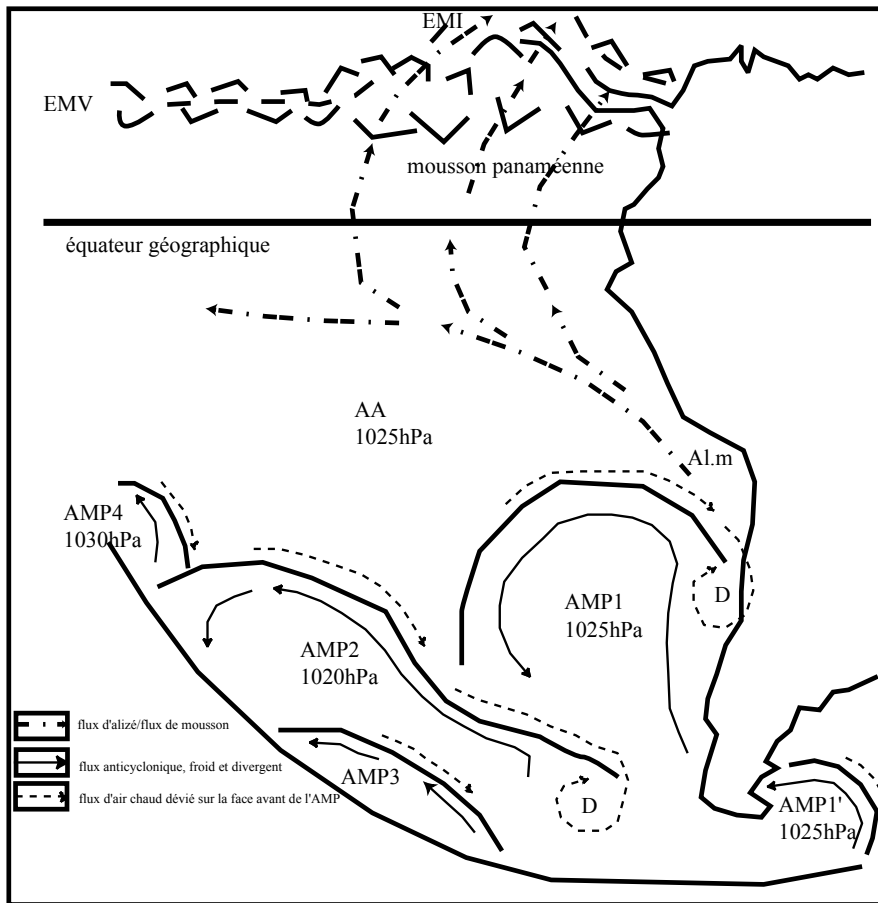 EMI
EMV
mousson panaméenne
équateur géographique
AA
1025hPa
Al.m
AMP4
1030hPa
AMP1
1025hPa
D
AMP2
1020hPa
flux d'alizé/flux de mousson
flux anticyclonique, froid et divergent
flux d'air chaud dévié sur la face avant de l'AMP
AMP3
D
AMP1'
1025hPa